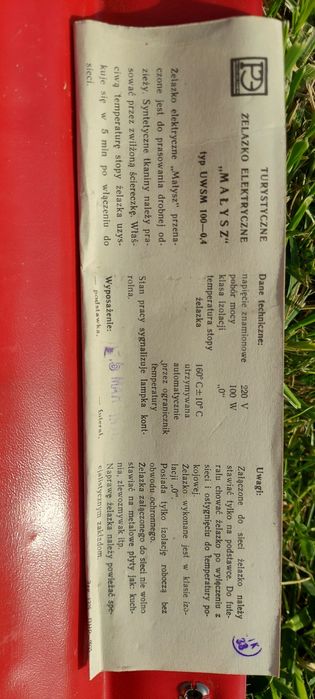 TURYSTYCZNE
ŻELAZKO ELEKTRYCZNE
„MAŁYSZ"
typ UWSM 100—0,4
Żelazko elektryczne „Małysz" przezna-
czone jest do prasowania drobnej od-
zieży. Syntetyczne tkaniny należy pra-
sować przez zwilżoną ściereczkę. Właś-
ciwą temperaturę stopy żelazka uzys-
kuje się w 5 min po włączeniu do
sieci.
Dane techniczne:
napięcie znamionowe 220 V
pobór mocy 100 W
klasa izolacji „0"
temperatura stopy
żelazka 160° C ± 10° C
utrzymywana
automatycznie
przez ogranicznik
temperatury
Stan pracy sygnalizuje lampka kont-
rolna.
Wyposażenie:
— podstawka,
— futerał.
Uwagi:
Załączone do sieci żelazko należy
stawiać tylko na podstawce. Do fute-
rału chować żelazko po wyłączeniu z
sieci i ostygnięciu do temperatury po-
kojowej.
Żelazko wykonane jest w klasie izo-
lacji „0".
Posiada tylko izolację roboczą bez
obwodu ochronnego.
Żelazka załączonego do sieci nie wolno
stawiać na metalowe płyty jak: kuch-
nia, zlewozmywak itp.
Naprawę żelazka należy powierzać spe-
cjalistycznym zakładom.
IK
38